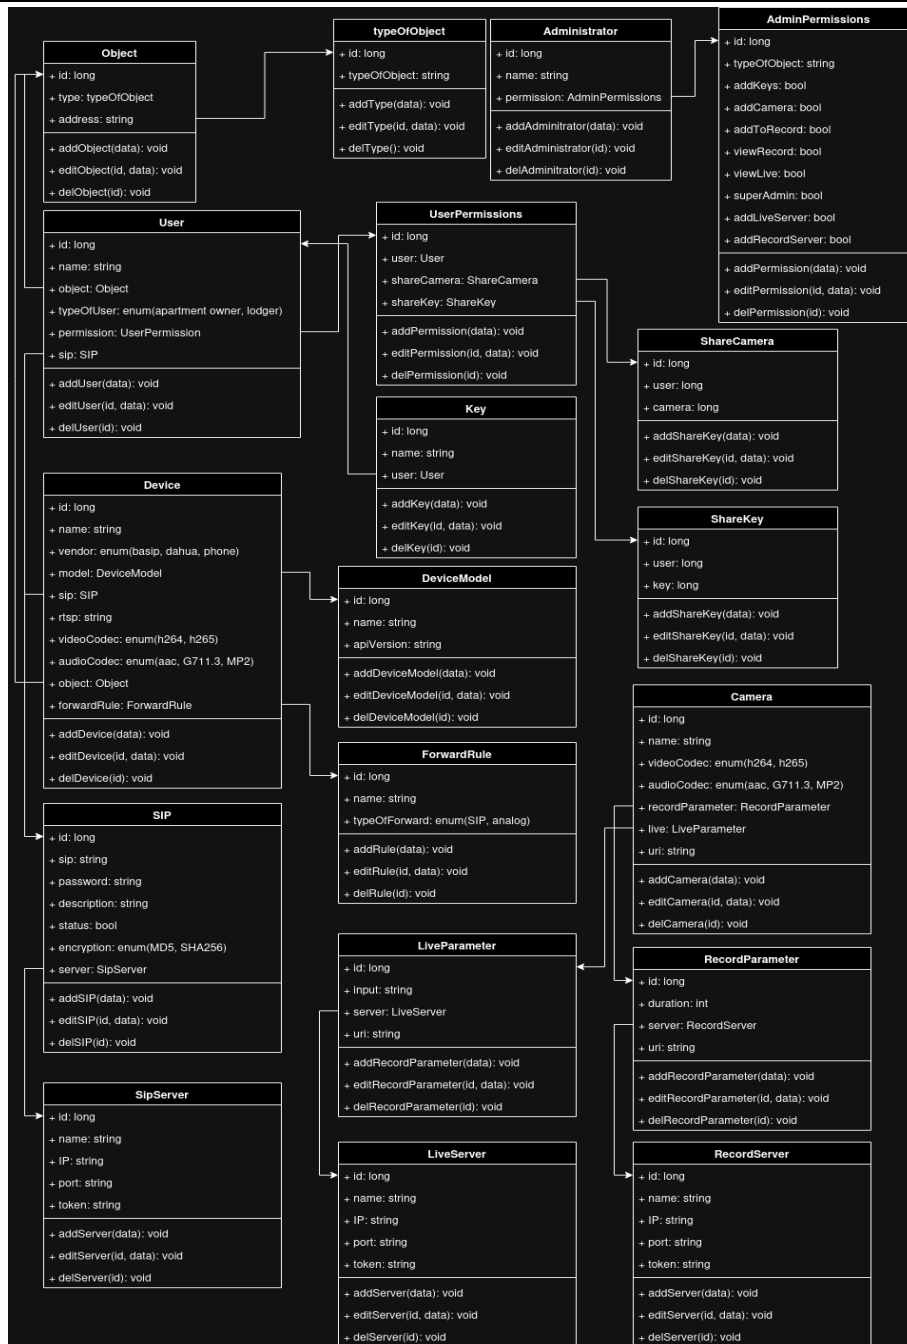 Object
+ id: long
+ type: typeOfObject
+ address: string
+ addObject(data): void
+ editObject(id, data): void
+ delObject(id): void
typeOfObject
+ id: long
+ typeOfObject: string
+ addType(data): void
+ editType(id, data): void
+ delType(): void
Administrator
+ id: long
+ name: string
+ permission: AdminPermissions
+ addAdminitrator(data): void
+ editAdministrator(id): void
+ delAdminitrator(id): void
AdminPermissions
+ id: long
+ typeOfObject: string
+ addKeys: bool
+ addCamera: bool
+ addToRecord: bool
+ viewRecord: bool
+ viewLive: bool
+ superAdmin: bool
+ addLiveServer: bool
+ addRecordServer: bool
+ addPermission(data): void
+ editPermission(id, data): void
+ delPermission(id): void
User
+ id: long
+ name: string
+ object: Object
+ typeOfUser: enum(apartment owner, lodger)
+ permission: UserPermission
+ sip: SIP
+ addUser(data): void
+ editUser(id, data): void
+ delUser(id): void
UserPermissions
+ id: long
+ user: User
+ shareCamera: ShareCamera
+ shareKey: ShareKey
+ addPermission(data): void
+ editPermission(id, data): void
+ delPermission(id): void
ShareCamera
+ id: long
+ user: long
+ camera: long
+ addShareKey(data): void
+ editShareKey(id, data): void
+ delShareKey(id): void
Key
+ id: long
+ name: string
+ user: User
+ addKey(data): void
+ editKey(id, data): void
+ delKey(id): void
ShareKey
+ id: long
+ user: long
+ key: long
+ addShareKey(data): void
+ editShareKey(id, data): void
+ delShareKey(id): void
Device
+ id: long
+ name: string
+ vendor: enum(basip, dahua, phone)
+ model: DeviceModel
+ sip: SIP
+ rtsp: string
+ videoCodec: enum(h264, h265)
+ audioCodec: enum(aac, G711.3, MP2)
+ object: Object
+ forwardRule: ForwardRule
+ addDevice(data): void
+ editDevice(id, data): void
+ delDevice(id): void
DeviceModel
+ id: long
+ name: string
+ apiVersion: string
+ addDeviceModel(data): void
+ editDeviceModel(id, data): void
+ delDeviceModel(id): void
Camera
+ id: long
+ name: string
+ videoCodec: enum(h264, h265)
+ audioCodec: enum(aac, G711.3, MP2)
+ recordParameter: RecordParameter
+ live: LiveParameter
+ uri: string
+ addCamera(data): void
+ editCamera(id, data): void
+ delCamera(id): void
ForwardRule
+ id: long
+ name: string
+ typeOfForward: enum(SIP, analog)
+ addRule(data): void
+ editRule(id, data): void
+ delRule(id): void
SIP
+ id: long
+ sip: string
+ password: string
+ description: string
+ status: bool
+ encryption: enum(MD5, SHA256)
+ server: SipServer
+ addSIP(data): void
+ editSIP(id, data): void
+ delSIP(id): void
LiveParameter
+ id: long
+ input: string
+ server: LiveServer
+ uri: string
+ addRecordParameter(data): void
+ editRecordParameter(id, data): void
+ delRecordParameter(id): void
RecordParameter
+ id: long
+ duration: int
+ server: RecordServer
+ uri: string
+ addRecordParameter(data): void
+ editRecordParameter(id, data): void
+ delRecordParameter(id): void
SipServer
+ id: long
+ name: string
+ IP: string
+ port: string
+ token: string
+ addServer(data): void
+ editServer(id, data): void
+ delServer(id): void
LiveServer
+ id: long
+ name: string
+ IP: string
+ port: string
+ token: string
+ addServer(data): void
+ editServer(id, data): void
+ delServer(id): void
RecordServer
+ id: long
+ name: string
+ IP: string
+ port: string
+ token: string
+ addServer(data): void
+ editServer(id, data): void
+ delServer(id): void